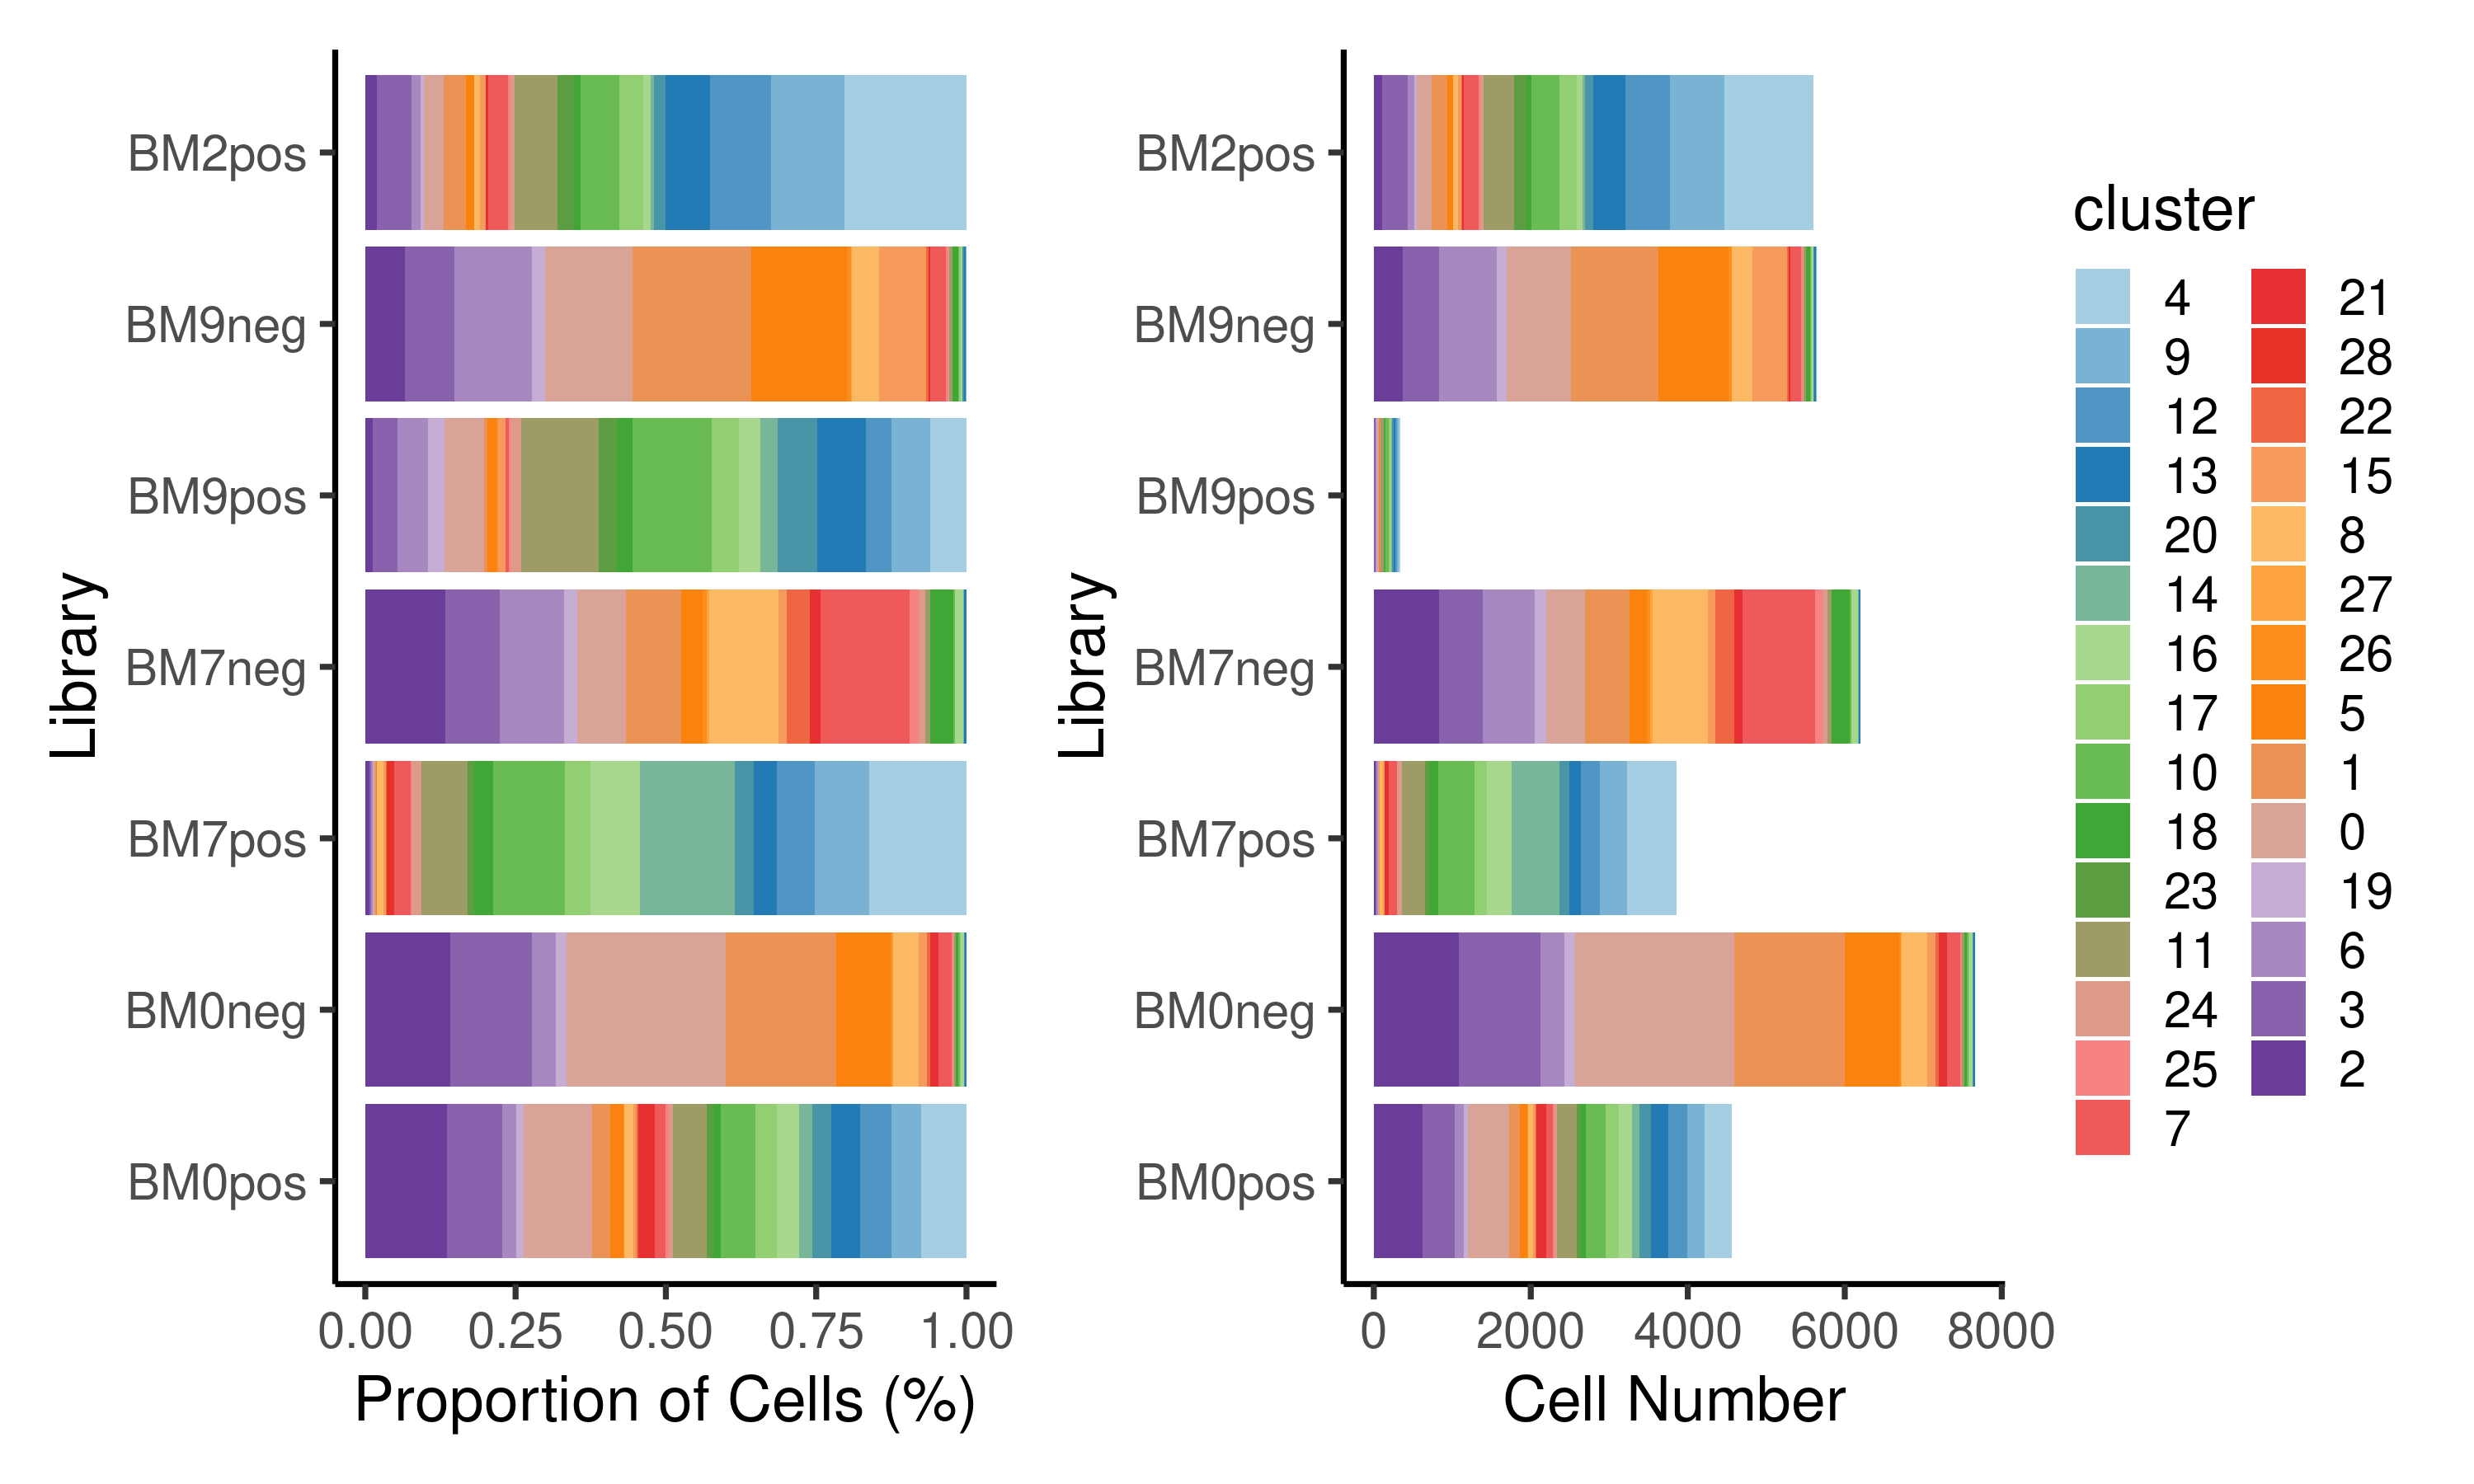 Library
BM2pos
BM9neg
BM9pos
BM7neg
BM7pos
BM0neg
BM0pos
0.00 0.25 0.50 0.75 1.00
Proportion of Cells (%)
Library
BM2pos
BM9neg
BM9pos
BM7neg
BM7pos
BM0neg
BM0pos
0 2000 4000 6000 8000
Cell Number
cluster
4 21
9 28
12 22
13 15
20 8
14 27
16 26
17 5
10 1
18 0
23 19
11 6
24 3
25 2
7